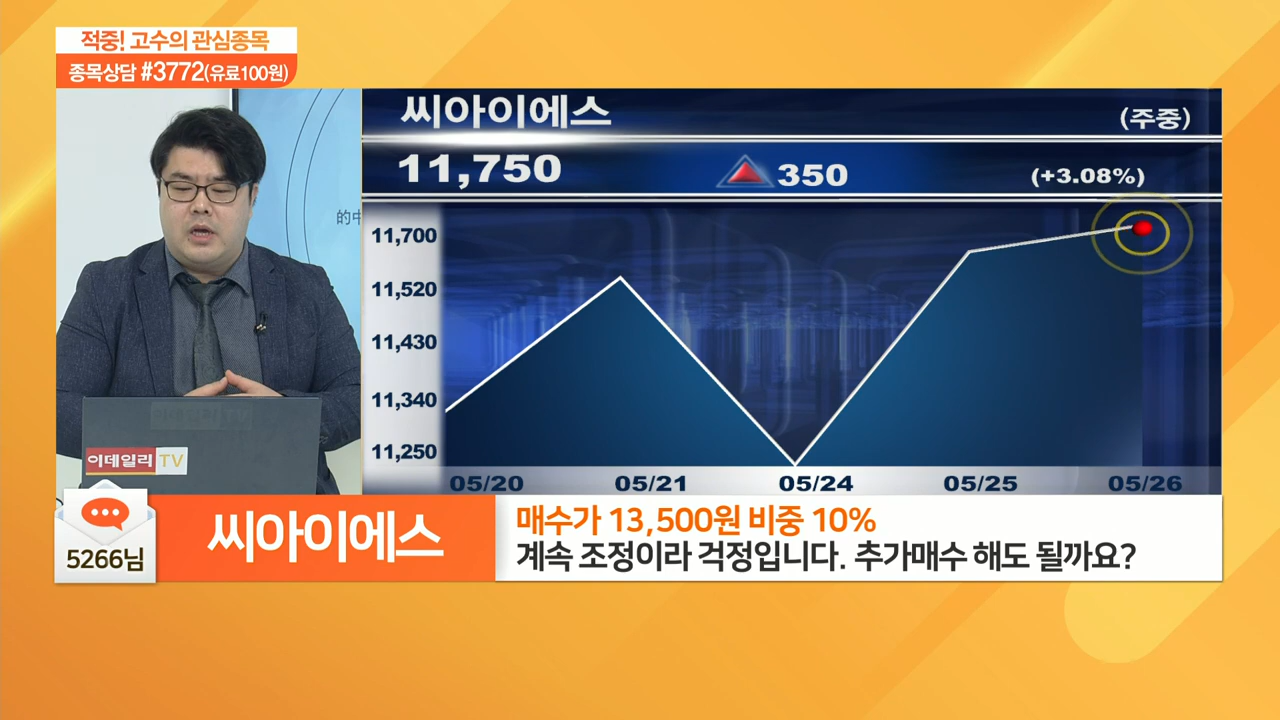 적중! 고수의 관심종목
종목상담 #3772(유료100원)
的中
씨아이에스
(주중)
11,750
350
(+3.08%)
11,700
11,520
11,430
11,340
11,250
05/20
05/21
05/24
05/25
05/26
이데일리 TV
5266님
씨아이에스
매수가 13,500원 비중 10%
계속 조정이라 걱정입니다. 추가매수 해도 될까요?